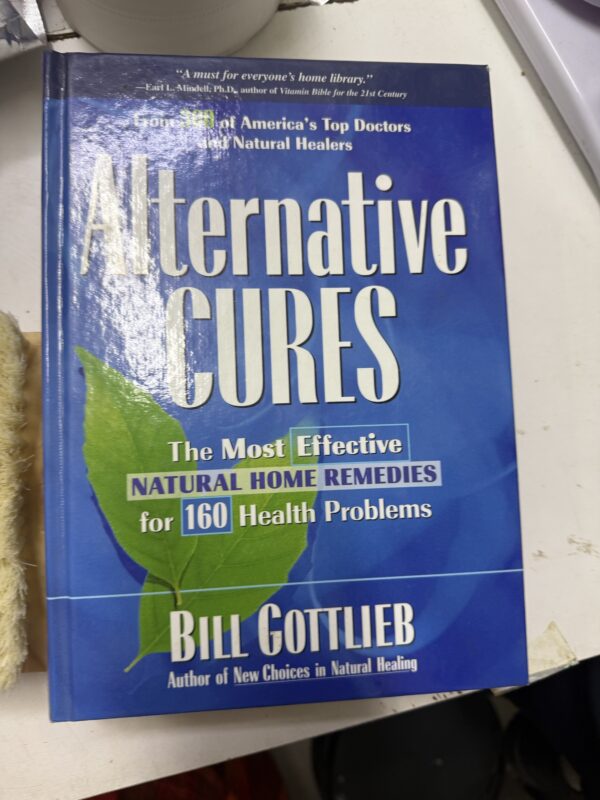 "A must for everyone's home library."
—Earl L. Mindell, Ph.D., author of Vitamin Bible for the 21st Century
From 300 of America's Top Doctors
and Natural Healers
Alternative
CURES
The Most Effective
NATURAL HOME REMEDIES
for 160 Health Problems
BILL GOTTLIEB
Author of New Choices in Natural Healing